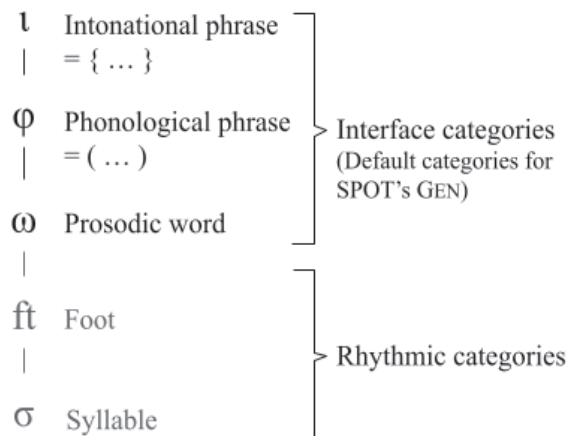 ι Intonational phrase
= { … }
φ Phonological phrase
= ( … )
ω Prosodic word
Interface categories
(Default categories for
SPOT's GEN)
ft Foot
σ Syllable
Rhythmic categories